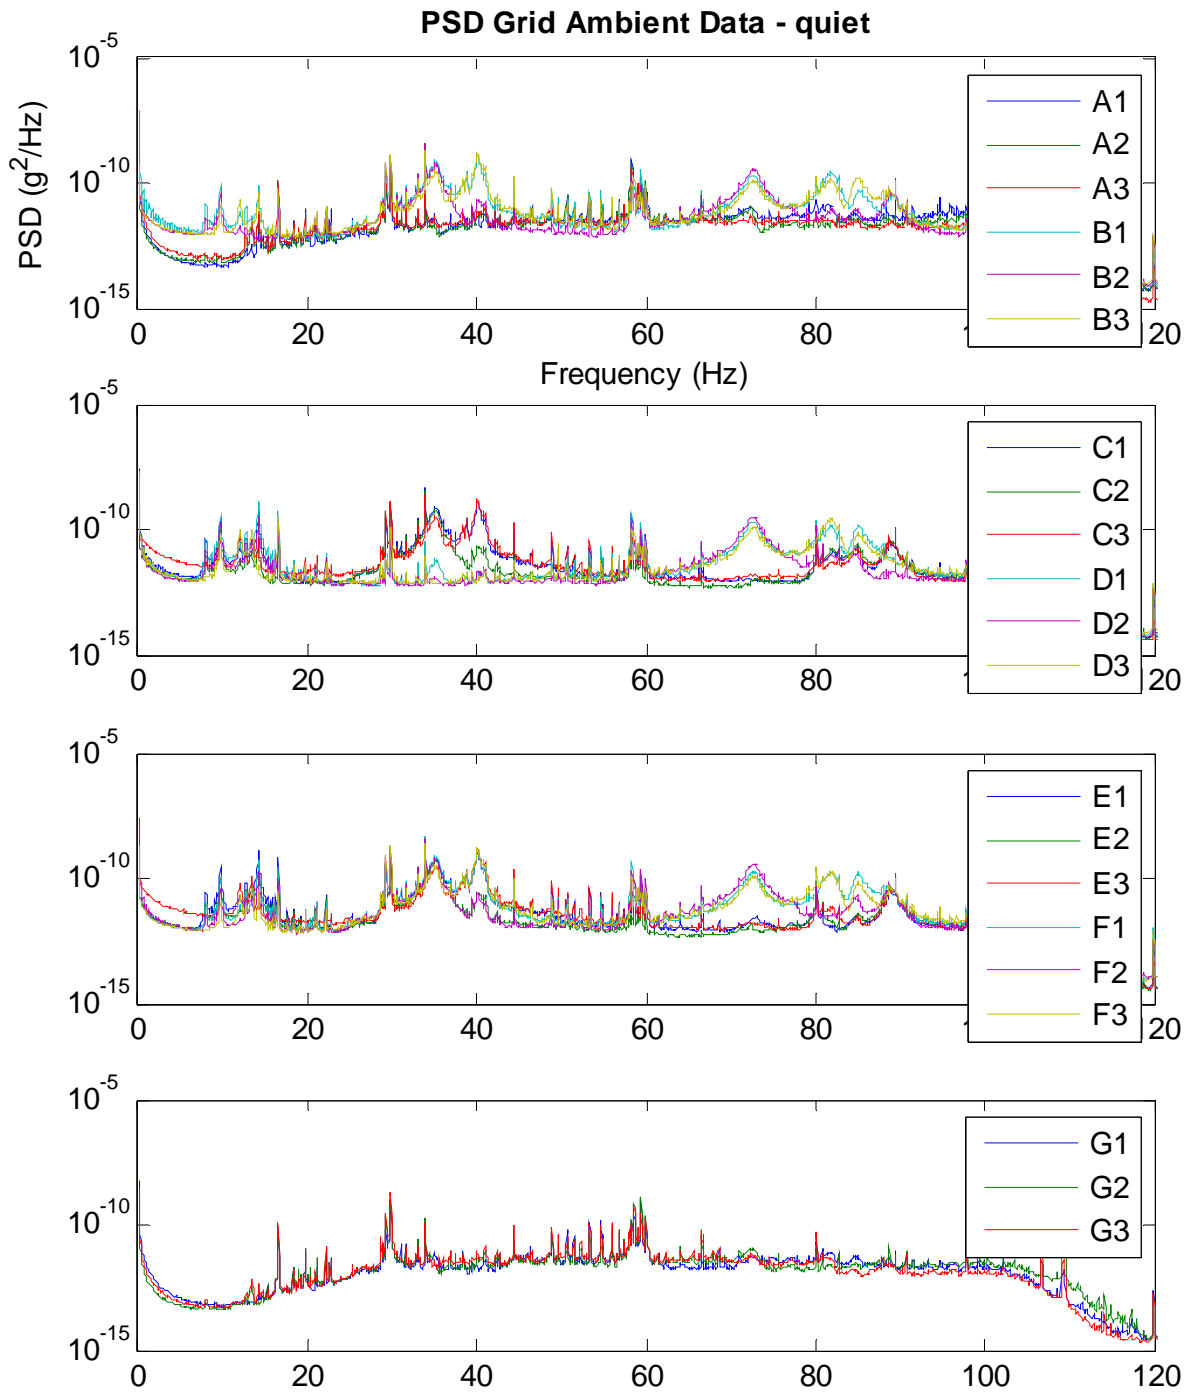 PSD Grid Ambient Data - quiet
PSD (g²/Hz)
10⁻⁵
10⁻¹⁰
10⁻¹⁵
0 20 40 60 80 1 20
Frequency (Hz)
A1
A2
A3
B1
B2
B3
10⁻⁵
10⁻¹⁰
10⁻¹⁵
0 20 40 60 80 1 20
C1
C2
C3
D1
D2
D3
10⁻⁵
10⁻¹⁰
10⁻¹⁵
0 20 40 60 80 1 20
E1
E2
E3
F1
F2
F3
10⁻⁵
10⁻¹⁰
10⁻¹⁵
0 20 40 60 80 100 120
G1
G2
G3